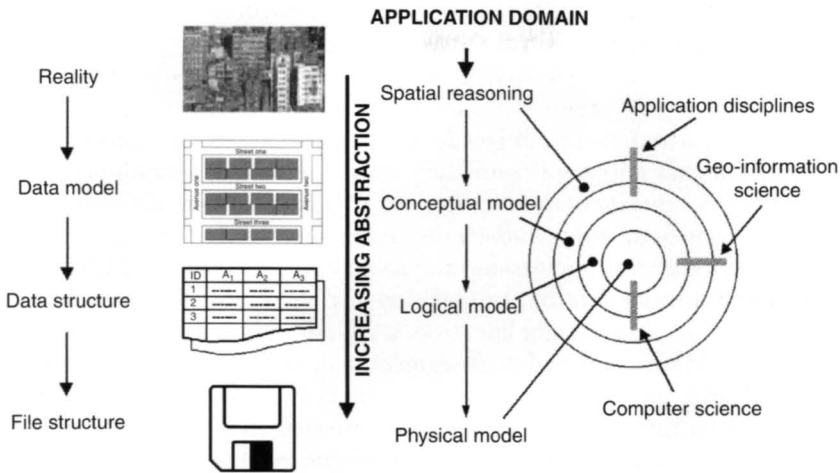 APPLICATION DOMAIN
Reality
Data model
Data structure
File structure
Street one
Street two
Street three
Avenue one
Avenue two
ID A1 A2 A3
1
2
3
INCREASING ABSTRACTION
Spatial reasoning
Conceptual model
Logical model
Physical model
Application disciplines
Geo-information
science
Computer science